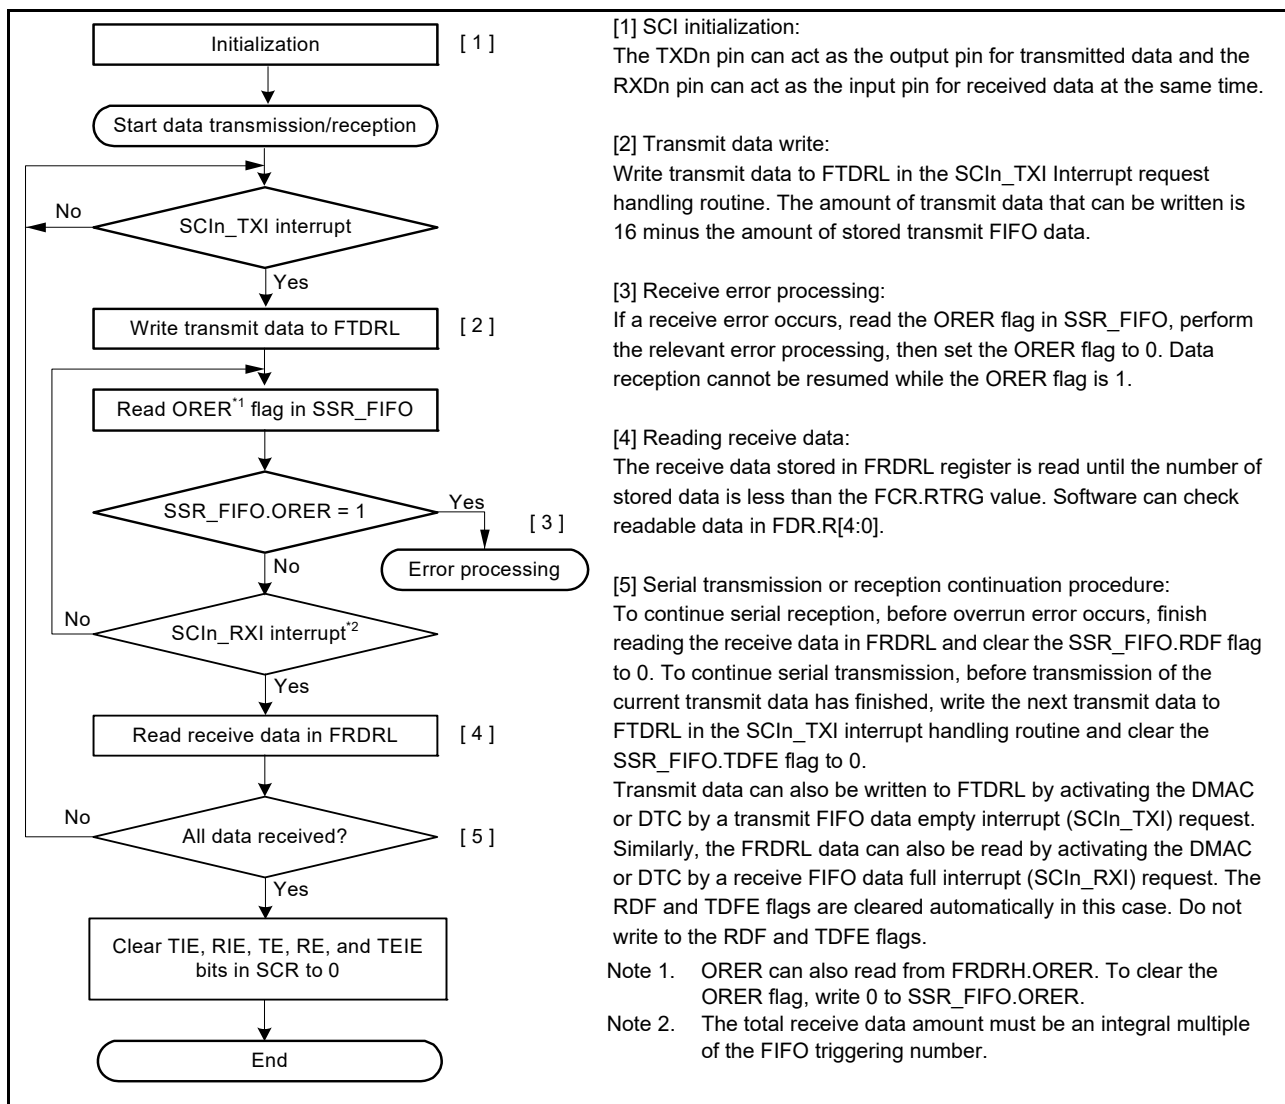 Initialization
[ 1 ]
Start data transmission/reception
No
SCIn_TXI interrupt
Yes
Write transmit data to FTDRL
[ 2 ]
Read ORER*1 flag in SSR_FIFO
SSR_FIFO.ORER = 1
Yes
[ 3 ]
No
Error processing
No
SCIn_RXI interrupt*2
Yes
Read receive data in FRDRL
[ 4 ]
No
All data received?
[ 5 ]
Yes
Clear TIE, RIE, TE, RE, and TEIE
bits in SCR to 0
End
[1] SCI initialization:
The TXDn pin can act as the output pin for transmitted data and the
RXDn pin can act as the input pin for received data at the same time.
[2] Transmit data write:
Write transmit data to FTDRL in the SCIn_TXI Interrupt request
handling routine. The amount of transmit data that can be written is
16 minus the amount of stored transmit FIFO data.
[3] Receive error processing:
If a receive error occurs, read the ORER flag in SSR_FIFO, perform
the relevant error processing, then set the ORER flag to 0. Data
reception cannot be resumed while the ORER flag is 1.
[4] Reading receive data:
The receive data stored in FRDRL register is read until the number of
stored data is less than the FCR.RTRG value. Software can check
readable data in FDR.R[4:0].
[5] Serial transmission or reception continuation procedure:
To continue serial reception, before overrun error occurs, finish
reading the receive data in FRDRL and clear the SSR_FIFO.RDF flag
to 0. To continue serial transmission, before transmission of the
current transmit data has finished, write the next transmit data to
FTDRL in the SCIn_TXI interrupt handling routine and clear the
SSR_FIFO.TDFE flag to 0.
Transmit data can also be written to FTDRL by activating the DMAC
or DTC by a transmit FIFO data empty interrupt (SCIn_TXI) request.
Similarly, the FRDRL data can also be read by activating the DMAC
or DTC by a receive FIFO data full interrupt (SCIn_RXI) request. The
RDF and TDFE flags are cleared automatically in this case. Do not
write to the RDF and TDFE flags.
Note 1. ORER can also read from FRDRH.ORER. To clear the
ORER flag, write 0 to SSR_FIFO.ORER.
Note 2. The total receive data amount must be an integral multiple
of the FIFO triggering number.